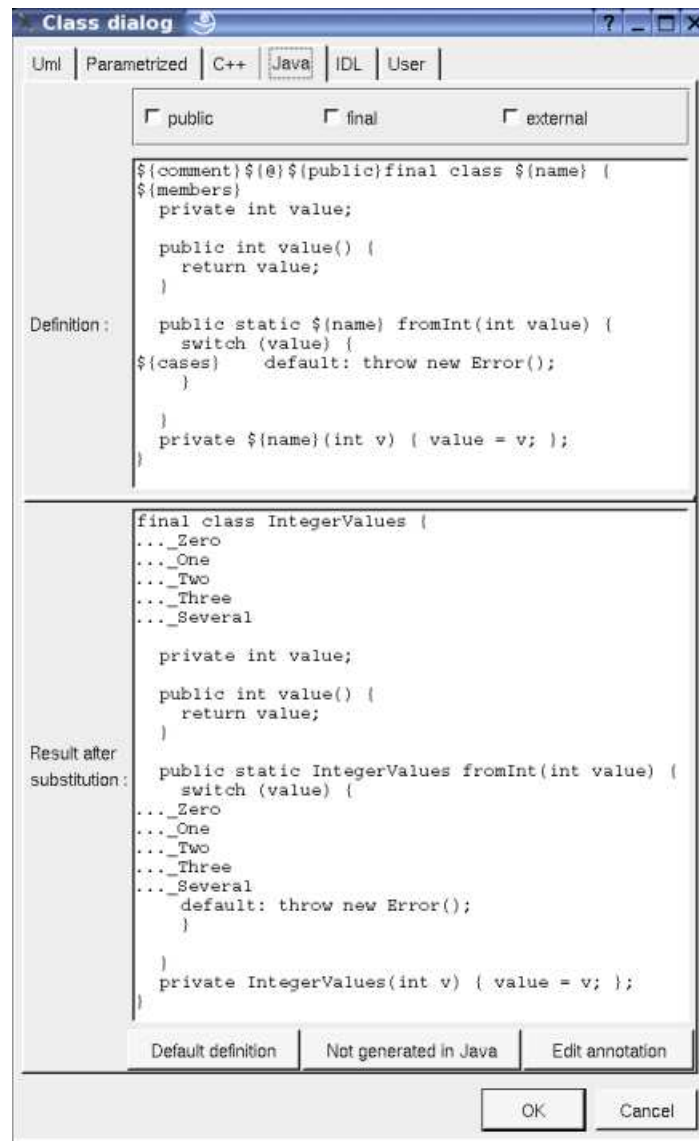 Class dialog
Uml Parametrized C++ Java IDL User
public final external
Definition :
${comment}${@}${public}final class ${name} {
${members}
  private int value;

  public int value() {
    return value;
  }

  public static ${name} fromInt(int value) {
    switch (value) {
${cases}    default: throw new Error();
    }

  }
  private ${name}(int v) { value = v; };
}
Result after
substitution :
final class IntegerValues {
..._Zero
..._One
..._Two
..._Three
..._Several

  private int value;

  public int value() {
    return value;
  }

  public static IntegerValues fromInt(int value) {
    switch (value) {
..._Zero
..._One
..._Two
..._Three
..._Several
    default: throw new Error();
    }

  }
  private IntegerValues(int v) { value = v; };
}
Default definition Not generated in Java Edit annotation
OK Cancel